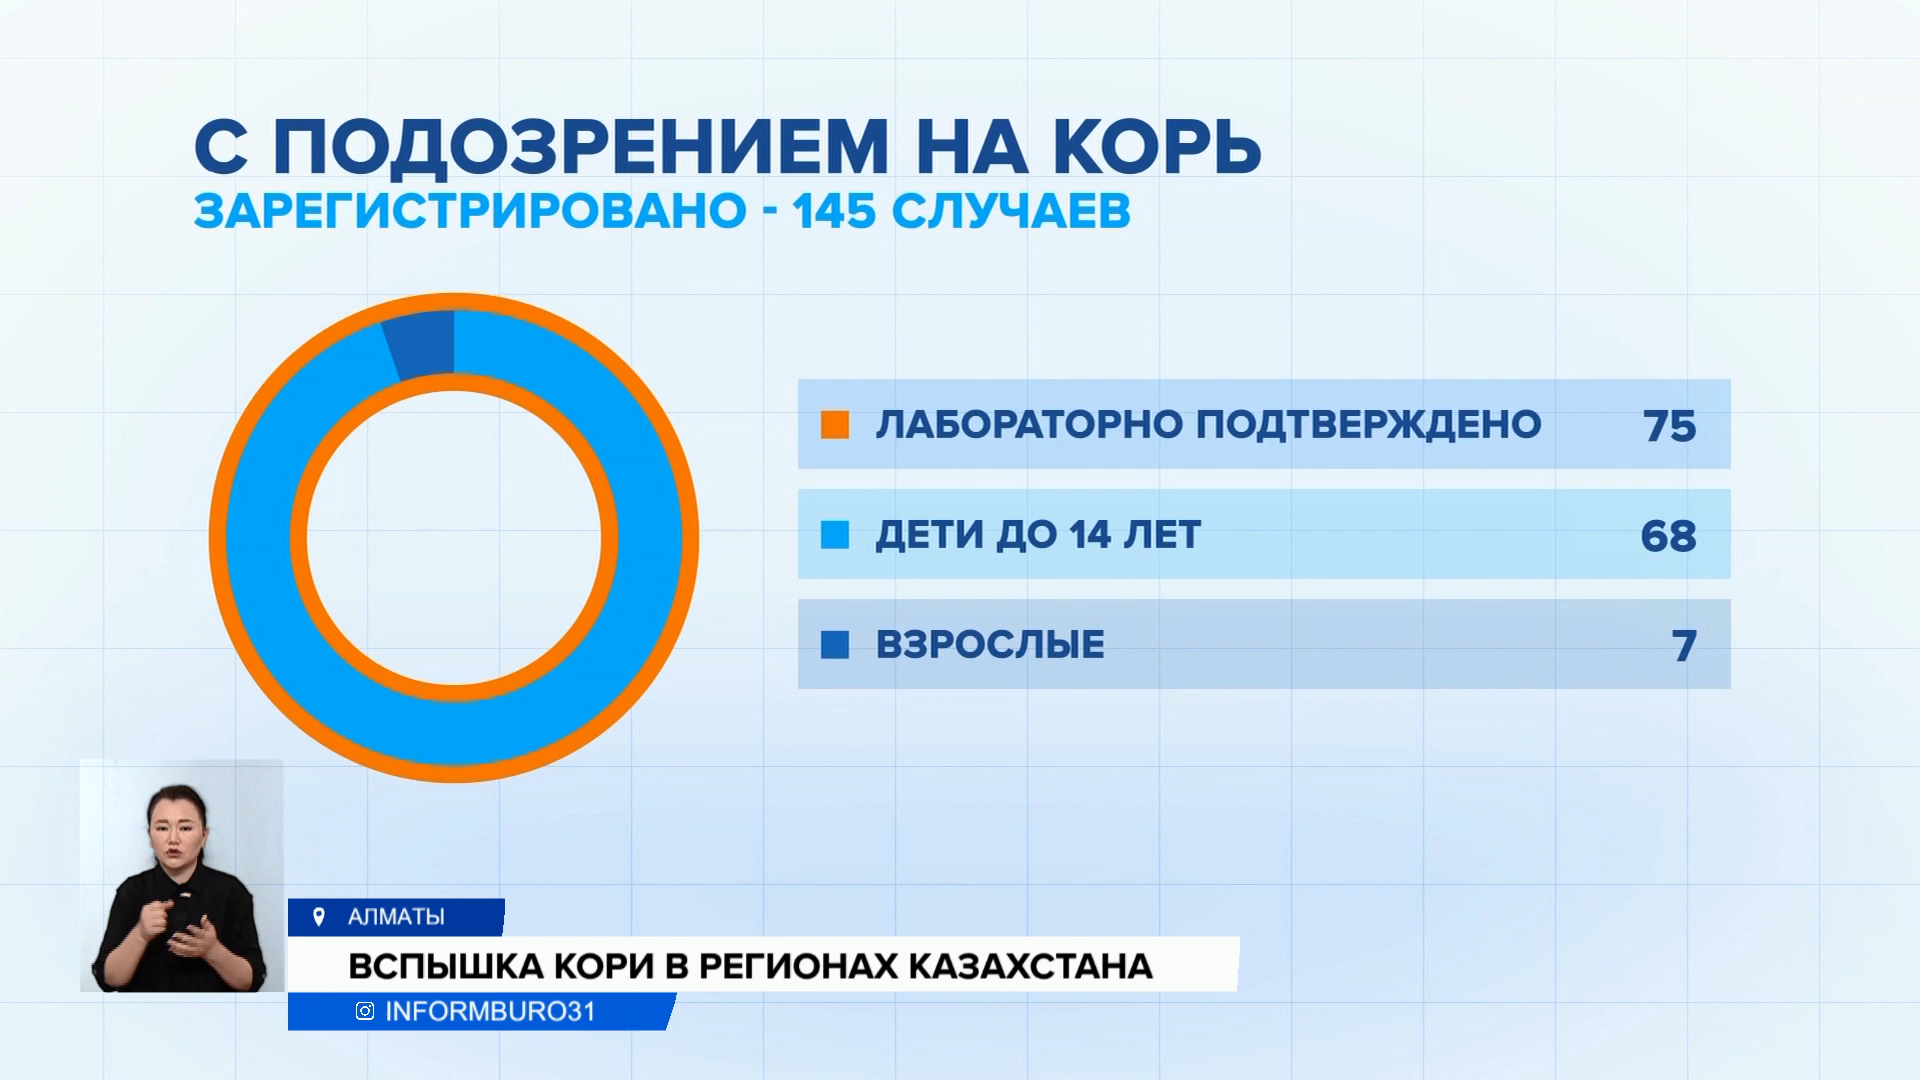 С ПОДОЗРЕНИЕМ НА КОРЬ
ЗАРЕГИСТРИРОВАНО - 145 СЛУЧАЕВ
ЛАБОРАТОРНО ПОДТВЕРЖДЕНО 75
ДЕТИ ДО 14 ЛЕТ 68
ВЗРОСЛЫЕ 7
АЛМАТЫ
ВСПЫШКА КОРИ В РЕГИОНАХ КАЗАХСТАНА
INFORMBURO31